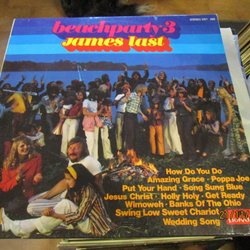 beachparty 3
james last
How Do You Do
Amazing Grace · Poppa Joe
Put Your Hand · Song Sung Blue
Jesus Christ · Holly Holy · Get Ready
Wimoweh · Banks Of The Ohio
Swing Low Sweet Chariot
Wedding Song